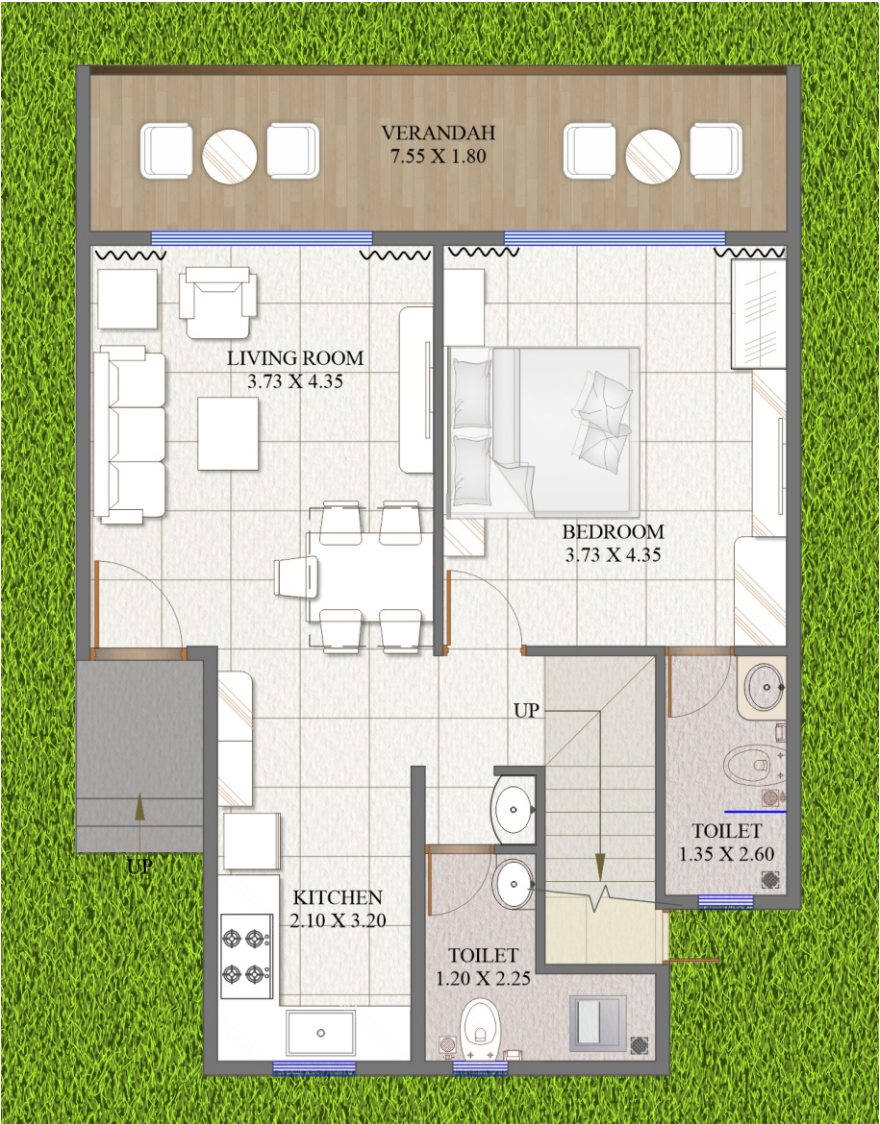 VERANDAH
7.55 X 1.80
LIVING ROOM
3.73 X 4.35
BEDROOM
3.73 X 4.35
UP
TOILET
1.35 X 2.60
UP
KITCHEN
2.10 X 3.20
TOILET
1.20 X 2.25